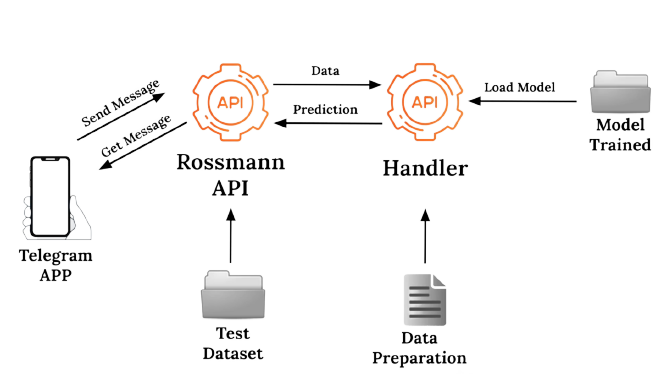 Send Message
Get Message
API
Rossmann
API
Data
Prediction
API
Handler
Load Model
Model
Trained
Telegram
APP
Test
Dataset
Data
Preparation